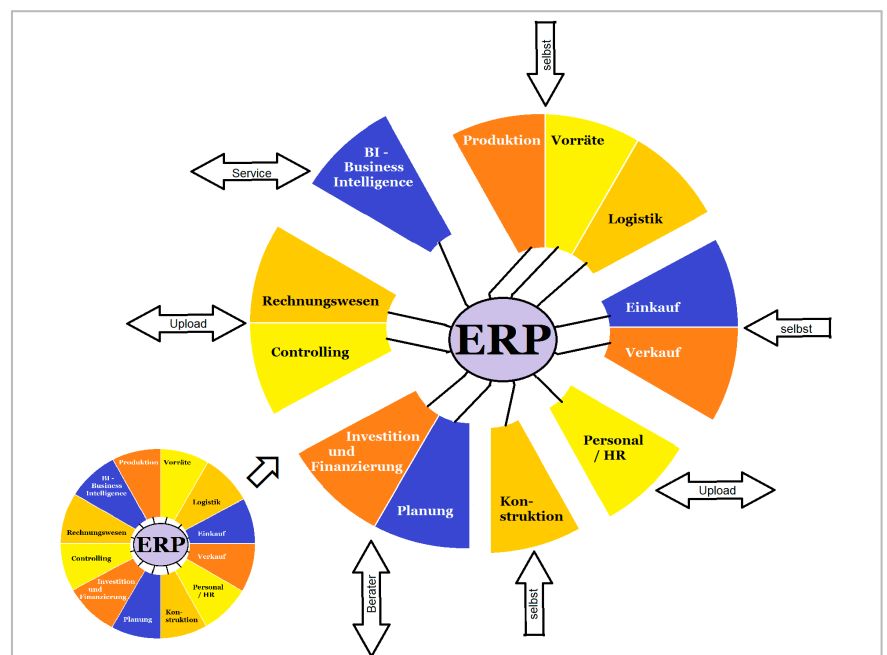 selbst
Produktion
Vorräte
BI -
Business
Intelligence
Service
Logistik
Rechnungswesen
Einkauf
Upload
ERP
selbst
Controlling
Verkauf
Investition
und
Finanzierung
Personal
/ HR
Planung
Kon-
struktion
Upload
Berater
selbst
Produktion
Vorräte
BI -
Business
Intelligence
Logistik
Rechnungswesen
Einkauf
ERP
Controlling
Verkauf
Investition
und
Finanzierung
Personal
/ HR
Planung
Kon-
struktion